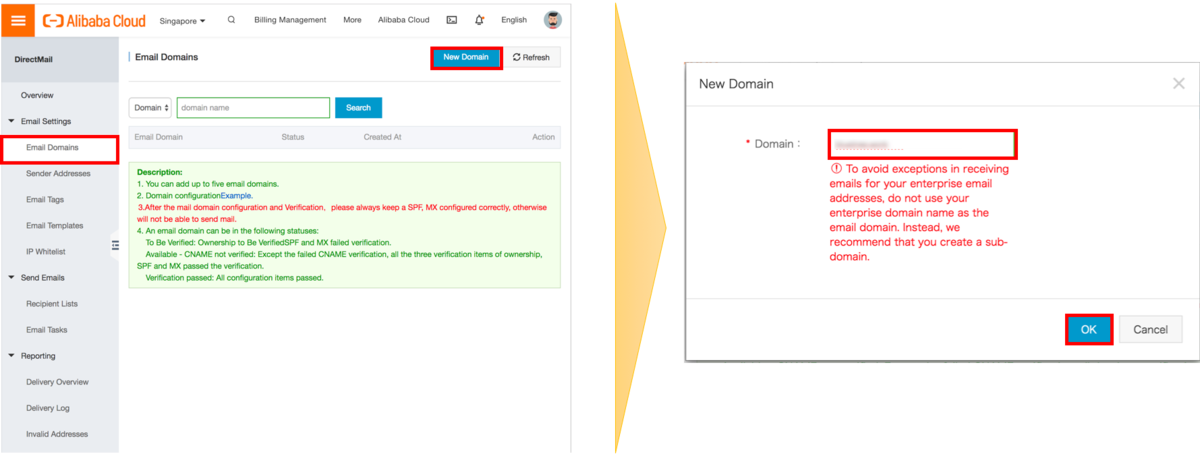 Alibaba Cloud
Singapore
Billing Management
More
Alibaba Cloud
English
DirectMail
Overview
Email Settings
Email Domains
Sender Addresses
Email Tags
Email Templates
IP Whitelist
Send Emails
Recipient Lists
Email Tasks
Reporting
Delivery Overview
Delivery Log
Invalid Addresses
Email Domains
New Domain
Refresh
Domain
domain name
Search
Email Domain
Status
Created At
Action
Description:
1. You can add up to five email domains.
2. Domain configurationExample.
3.After the mail domain configuration and Verification, please always keep a SPF, MX configured correctly, otherwise
will not be able to send mail.
4. An email domain can be in the following statuses:
To Be Verified: Ownership to Be VerifiedSPF and MX failed verification.
Available - CNAME not verified; Except the failed CNAME verification, all the three verification items of ownership,
SPF and MX passed the verification.
Verification passed: All configuration items passed.
New Domain
* Domain :
To avoid exceptions in receiving
emails for your enterprise email
addresses, do not use your
enterprise domain name as the
email domain. Instead, we
recommend that you create a sub-
domain.
OK
Cancel